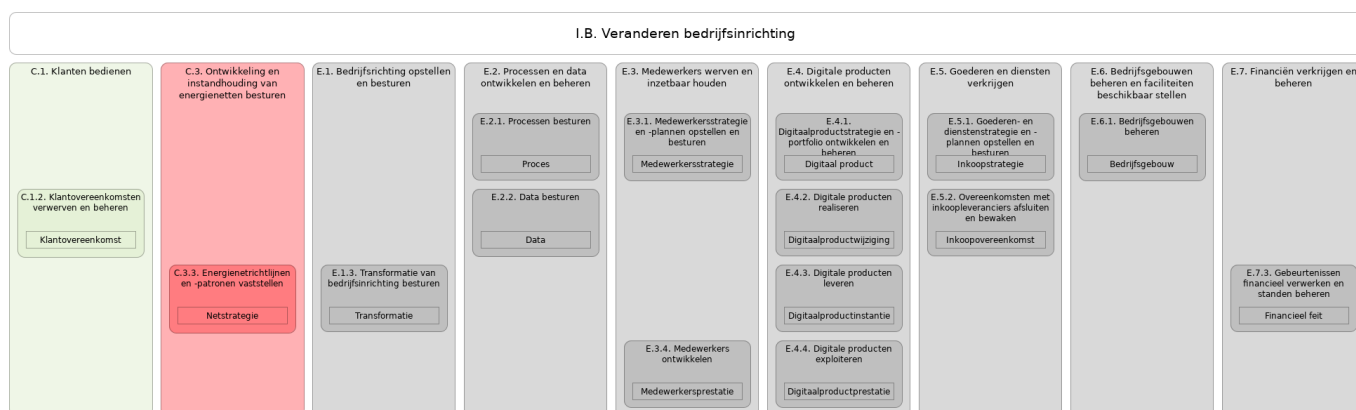 I.B. Veranderen bedrijfsinrichting
C.1. Klanten bedienen
C.1.2. Klantovereenkomsten
verwerven en beheren
Klantovereenkomst
C.3. Ontwikkeling en
instandhouding van
energienetten besturen
C.3.3. Energienetrichtlijnen
en -patronen vaststellen
Netstrategie
E.1. Bedrijfsrichting opstellen
en besturen
E.1.3. Transformatie van
bedrijfsinrichting besturen
Transformatie
E.2. Processen en data
ontwikkelen en beheren
E.2.1. Processen besturen
Proces
E.2.2. Data besturen
Data
E.3. Medewerkers werven en
inzetbaar houden
E.3.1. Medewerkersstrategie
en -plannen opstellen en
besturen
Medewerkersstrategie
E.3.4. Medewerkers
ontwikkelen
Medewerkersprestatie
E.4. Digitale producten
ontwikkelen en beheren
E.4.1.
Digitaalproductstrategie en -
portfolio ontwikkelen en
beheren
Digitaal product
E.4.2. Digitale producten
realiseren
Digitaalproductwijziging
E.4.3. Digitale producten
leveren
Digitaalproductinstantie
E.4.4. Digitale producten
exploiteren
Digitaalproductprestatie
E.5. Goederen en diensten
verkrijgen
E.5.1. Goederen- en
dienstenstrategie en -
plannen opstellen en
besturen
Inkoopstrategie
E.5.2. Overeenkomsten met
inkoopleveranciers afsluiten
en bewaken
Inkoopovereenkomst
E.6. Bedrijfsgebouwen
beheren en faciliteiten
beschikbaar stellen
E.6.1. Bedrijfsgebouwen
beheren
Bedrijfsgebouw
E.7. Financiën verkrijgen en
beheren
E.7.3. Gebeurtenissen
financieel verwerken en
standen beheren
Financieel feit